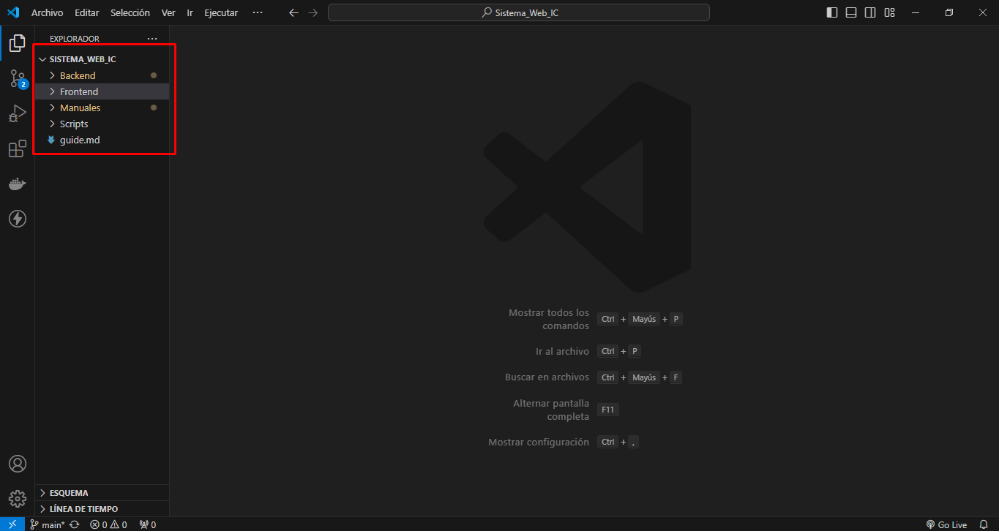 Archivo Editar Selección Ver Ir Ejecutar ··· Sistema_Web_IC
EXPLORADOR ···
SISTEMA_WEB_IC
Backend
Frontend
Manuales
Scripts
guide.md
2
Mostrar todos los
comandos Ctrl + Mayús + P
Ir al archivo Ctrl + P
Buscar en archivos Ctrl + Mayús + F
Alternar pantalla
completa F11
Mostrar configuración Ctrl + ,
ESQUEMA
LÍNEA DE TIEMPO
main* 0 0 0 Go Live